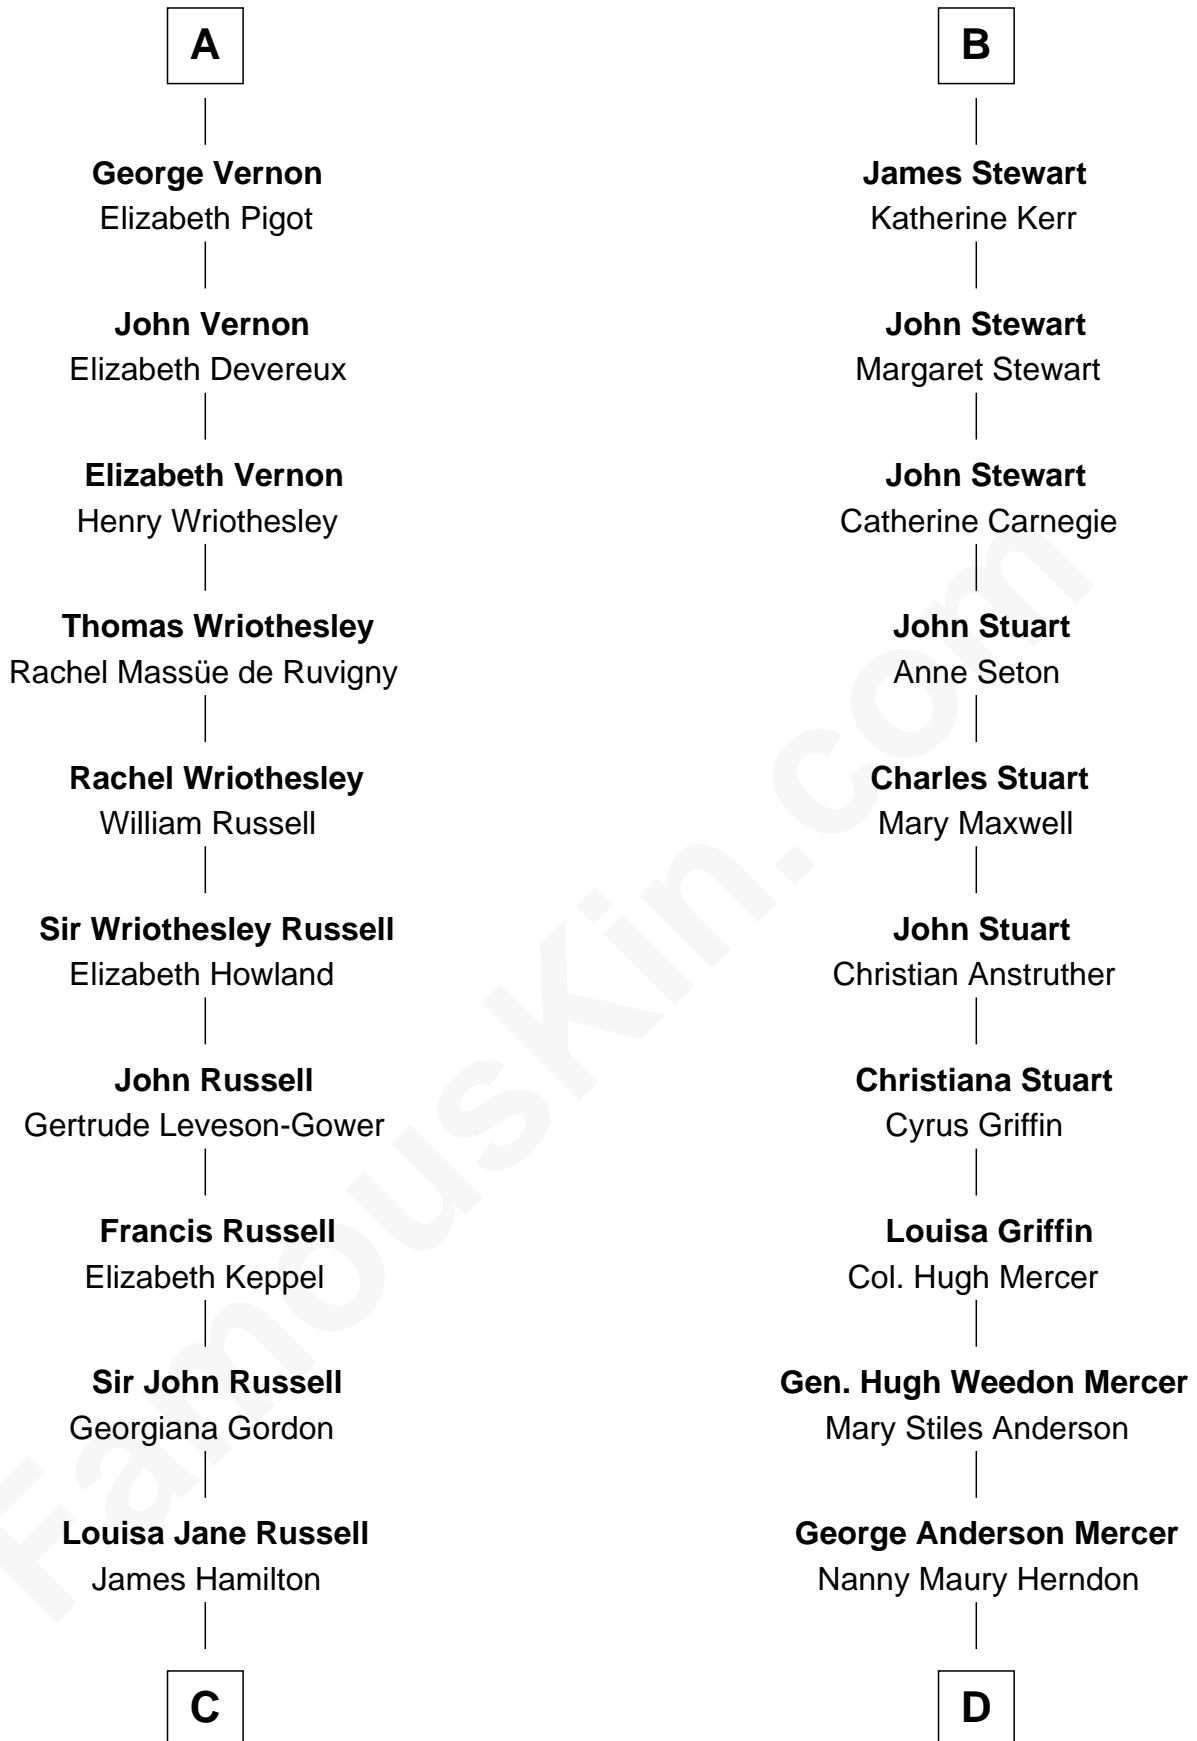 A
George Vernon
Elizabeth Pigot
John Vernon
Elizabeth Devereux
Elizabeth Vernon
Henry Wriothesley
Thomas Wriothesley
Rachel Massüe de Ruvigny
Rachel Wriothesley
William Russell
Sir Wriothesley Russell
Elizabeth Howland
John Russell
Gertrude Leveson-Gower
Francis Russell
Elizabeth Keppel
Sir John Russell
Georgiana Gordon
Louisa Jane Russell
James Hamilton
C
B
James Stewart
Katherine Kerr
John Stewart
Margaret Stewart
John Stewart
Catherine Carnegie
John Stuart
Anne Seton
Charles Stuart
Mary Maxwell
John Stuart
Christian Anstruther
Christiana Stuart
Cyrus Griffin
Louisa Griffin
Col. Hugh Mercer
Gen. Hugh Weedon Mercer
Mary Stiles Anderson
George Anderson Mercer
Nanny Maury Herndon
D
FamousKin.com